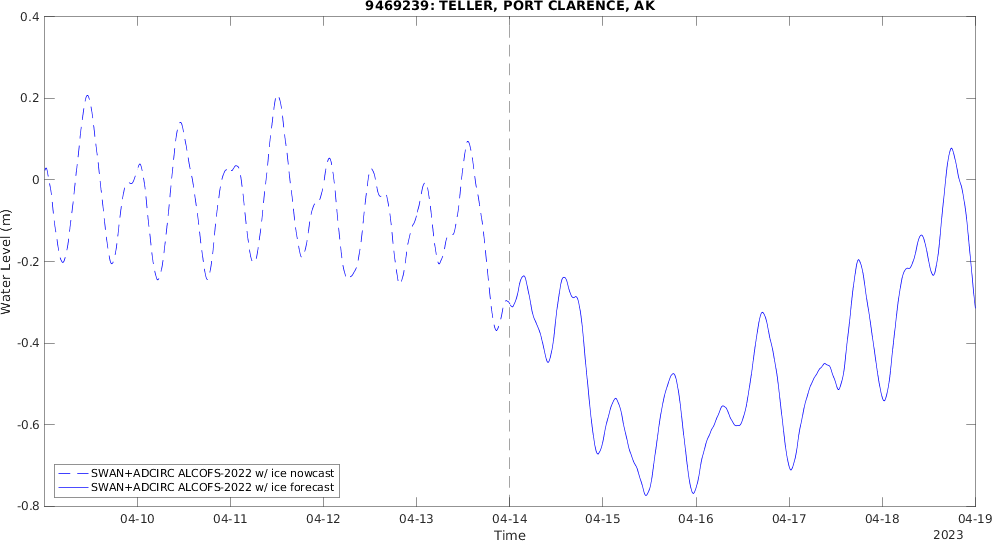 9469239: TELLER, PORT CLARENCE, AK
0.4
0.2
0
-0.2
-0.4
-0.6
-0.8
Water Level (m)
SWAN+ADCIRC ALCOFS-2022 w/ ice nowcast
SWAN+ADCIRC ALCOFS-2022 w/ ice forecast
04-10 04-11 04-12 04-13 04-14 04-15 04-16 04-17 04-18 04-19
Time
2023